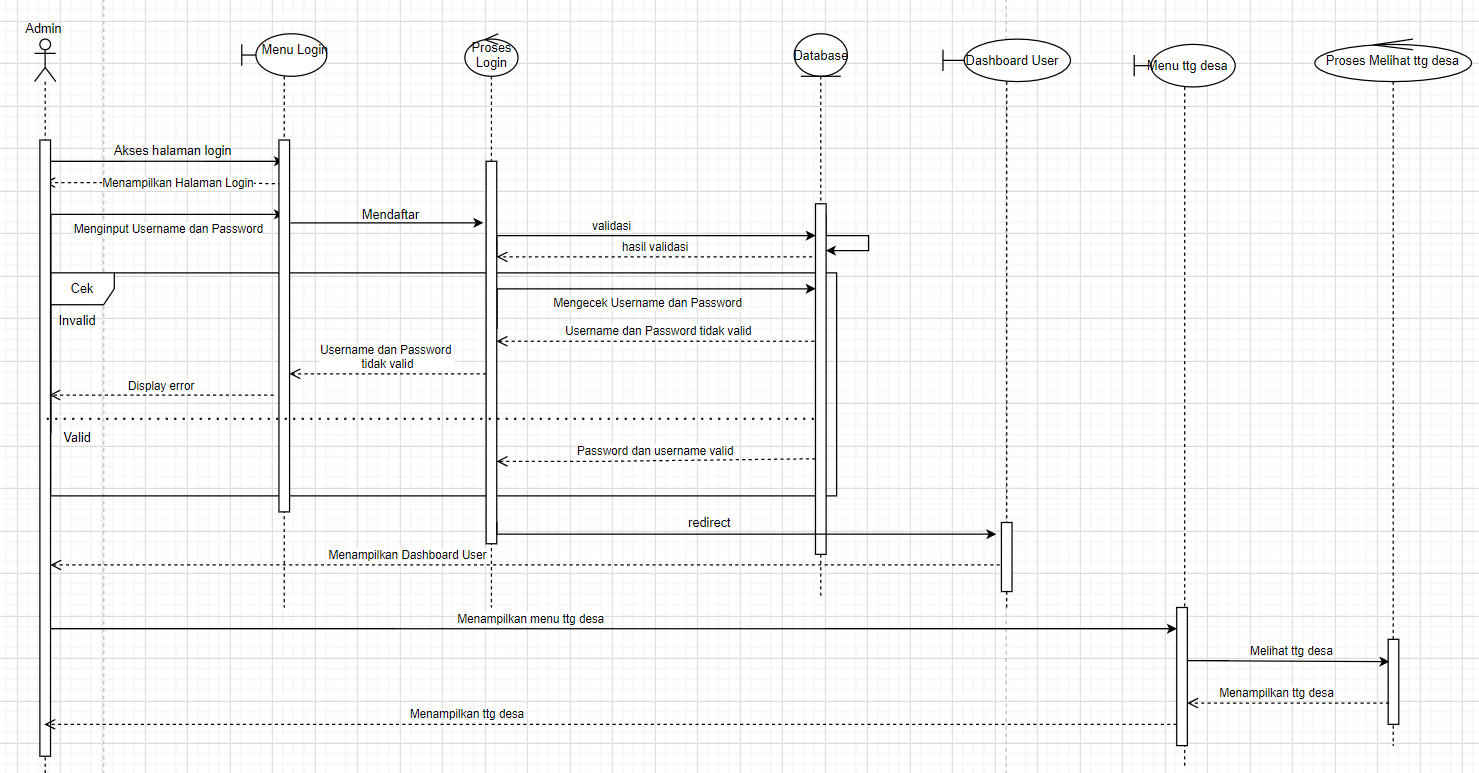 Admin
Menu Login
Proses
Login
Database
Dashboard User
Menu ttg desa
Proses Melihat ttg desa
Akses halaman login
Menampilkan Halaman Login
Menginput Username dan Password
Mendaftar
validasi
hasil validasi
Cek
Mengecek Username dan Password
Invalid
Username dan Password tidak valid
Username dan Password
tidak valid
Display error
Valid
Password dan username valid
redirect
Menampilkan Dashboard User
Menampilkan menu ttg desa
Melihat ttg desa
Menampilkan ttg desa
Menampilkan ttg desa